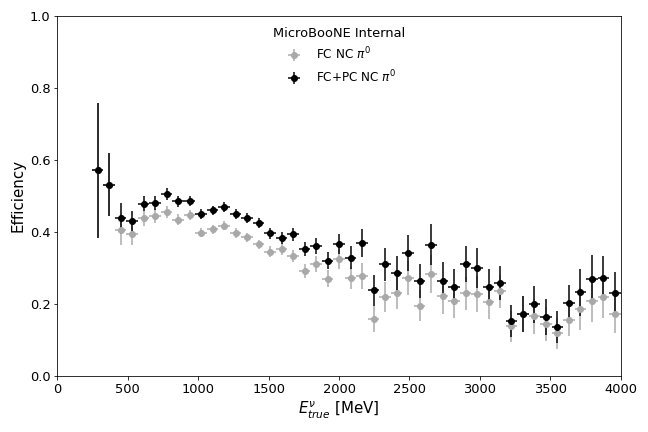 MicroBooNE Internal
FC NC π⁰
FC+PC NC π⁰
Efficiency
1.0
0.8
0.6
0.4
0.2
0.0
0 500 1000 1500 2000 2500 3000 3500 4000
E^ν_true [MeV]